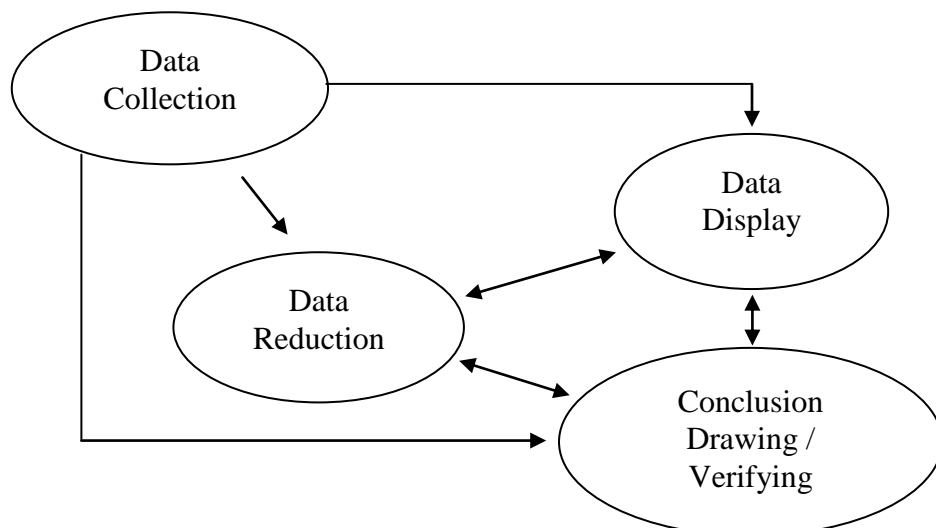 Data
Collection
Data
Display
Data
Reduction
Conclusion
Drawing /
Verifying